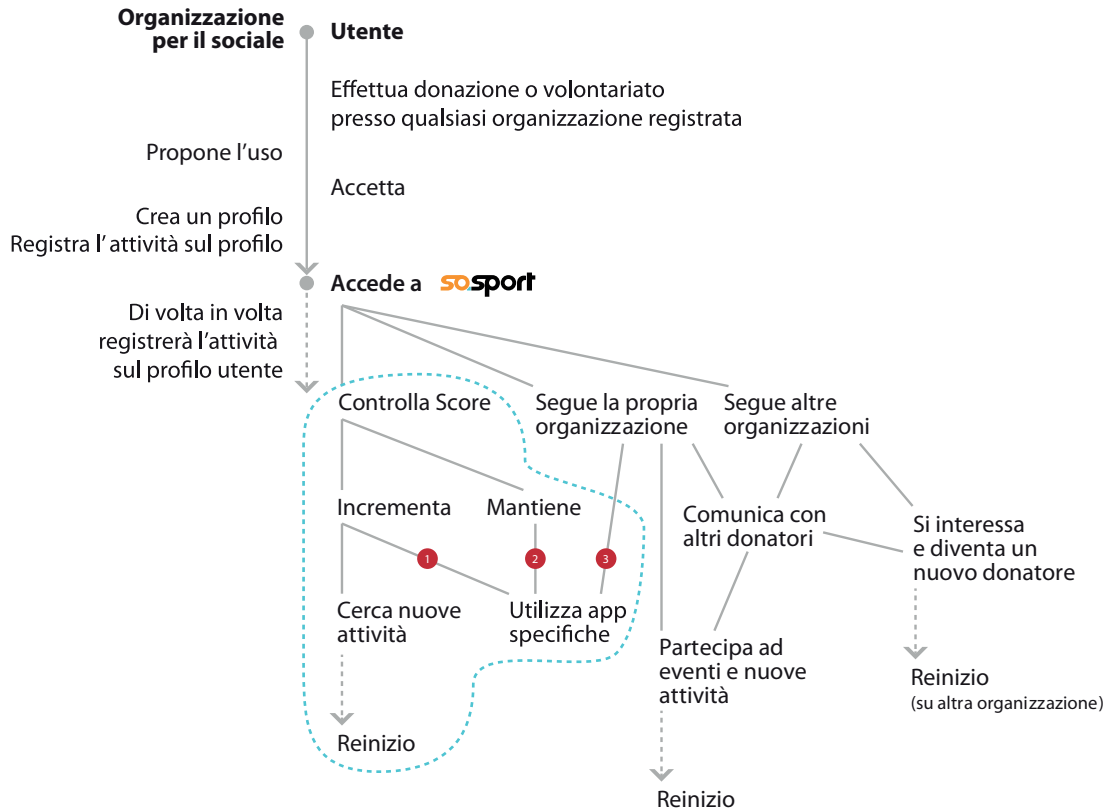 Organizzazione
per il sociale
Utente
Effettua donazione o volontariato
presso qualsiasi organizzazione registrata
Propone l'uso
Accetta
Crea un profilo
Registra l'attività sul profilo
Accede a so.sport
Di volta in volta
registrerà l'attività
sul profilo utente
Controlla Score
Segue la propria
organizzazione
Segue altre
organizzazioni
Incrementa
Mantiene
Comunica con
altri donatori
Si interessa
e diventa un
nuovo donatore
1
2
3
Cerca nuove
attività
Utilizza app
specifiche
Partecipa ad
eventi e nuove
attività
Reinizio
(su altra organizzazione)
Reinizio
Reinizio